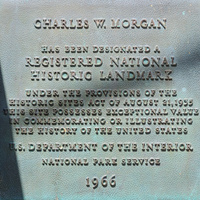 CHARLES W. MORGAN
HAS BEEN DESIGNATED A
REGISTERED NATIONAL
HISTORIC LANDMARK
UNDER THE PROVISIONS OF THE
HISTORIC SITES ACT OF AUGUST 21, 1935
THIS SITE POSSESSES EXCEPTIONAL VALUE
IN COMMEMORATING OR ILLUSTRATING
THE HISTORY OF THE UNITED STATES
U.S. DEPARTMENT OF THE INTERIOR
NATIONAL PARK SERVICE
1966